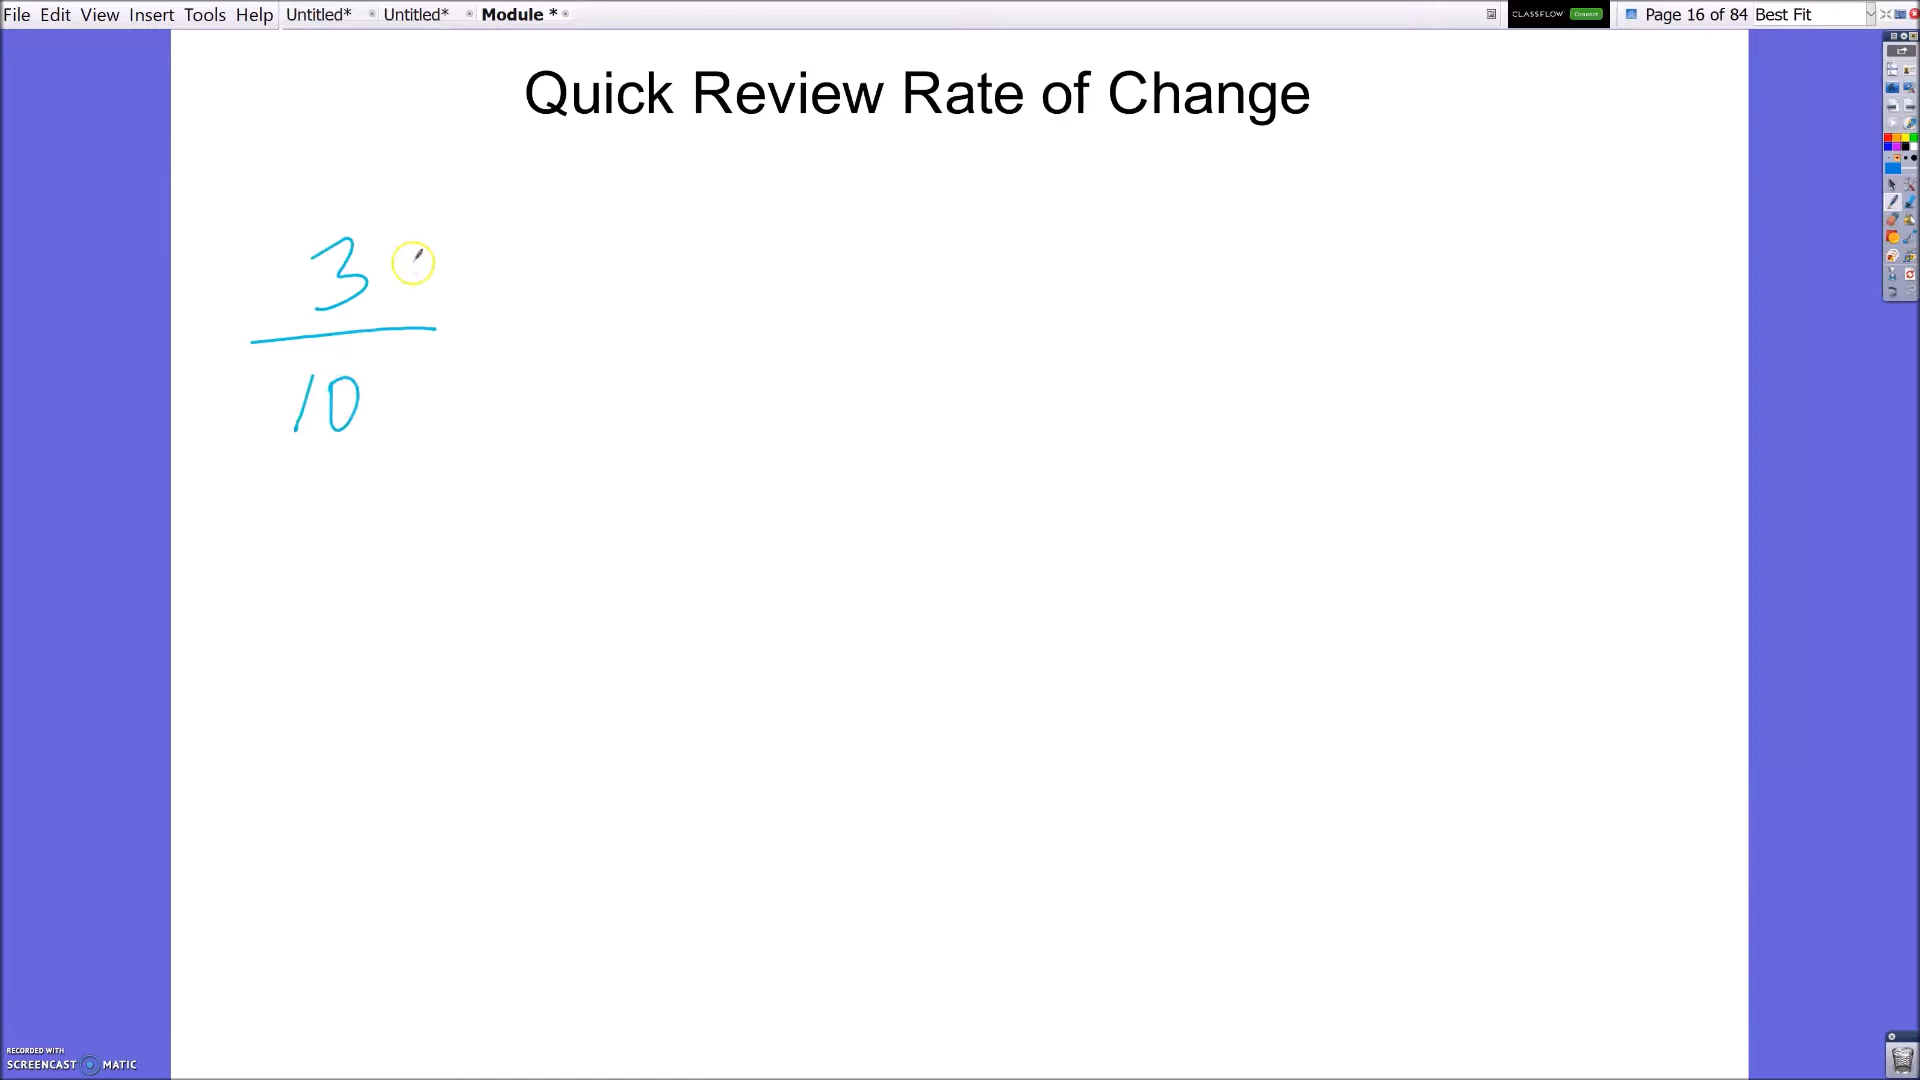 File Edit View Insert Tools Help Untitled* Untitled* Module * CLASSFLOW Connect Page 16 of 84 Best Fit
Quick Review Rate of Change
3
10
RECORDED WITH
SCREENCAST MATIC